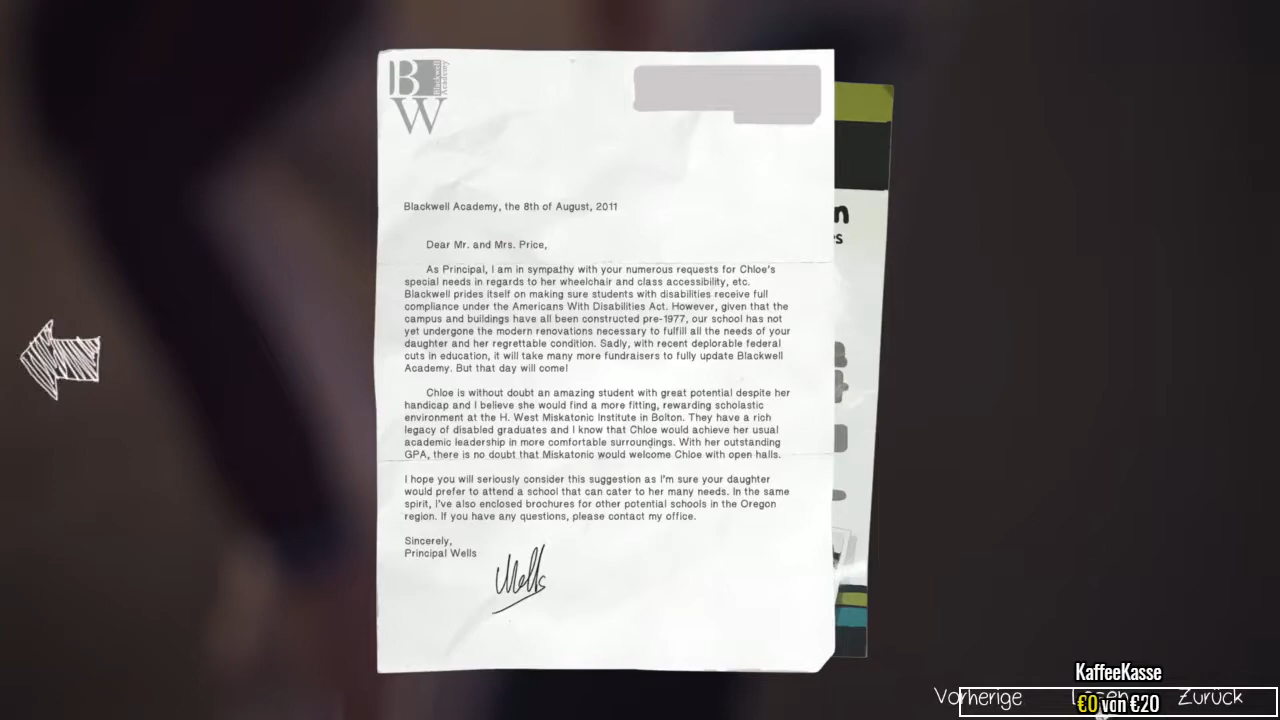 B
W
Blackwell
Academy
Blackwell Academy, the 8th of August, 2011
Dear Mr. and Mrs. Price,
As Principal, I am in sympathy with your numerous requests for Chloe's
special needs in regards to her wheelchair and class accessibility, etc.
Blackwell prides itself on making sure students with disabilities receive full
compliance under the Americans With Disabilities Act. However, given that the
campus and buildings have all been constructed pre-1977, our school has not
yet undergone the modern renovations necessary to fulfill all the needs of your
daughter and her regrettable condition. Sadly, with recent deplorable federal
cuts in education, it will take many more fundraisers to fully update Blackwell
Academy. But that day will come!
Chloe is without doubt an amazing student with great potential despite her
handicap and I believe she would find a more fitting, rewarding scholastic
environment at the H. West Miskatonic Institute in Bolton. They have a rich
legacy of disabled graduates and I know that Chloe would achieve her usual
academic leadership in more comfortable surroundings. With her outstanding
GPA, there is no doubt that Miskatonic would welcome Chloe with open halls.
I hope you will seriously consider this suggestion as I'm sure your daughter
would prefer to attend a school that can cater to her many needs. In the same
spirit, I've also enclosed brochures for other potential schools in the Oregon
region. If you have any questions, please contact my office.
Sincerely,
Principal Wells
Wells
n
es
KaffeeKasse
Vorherige Lesen Zurück
€0 von €20